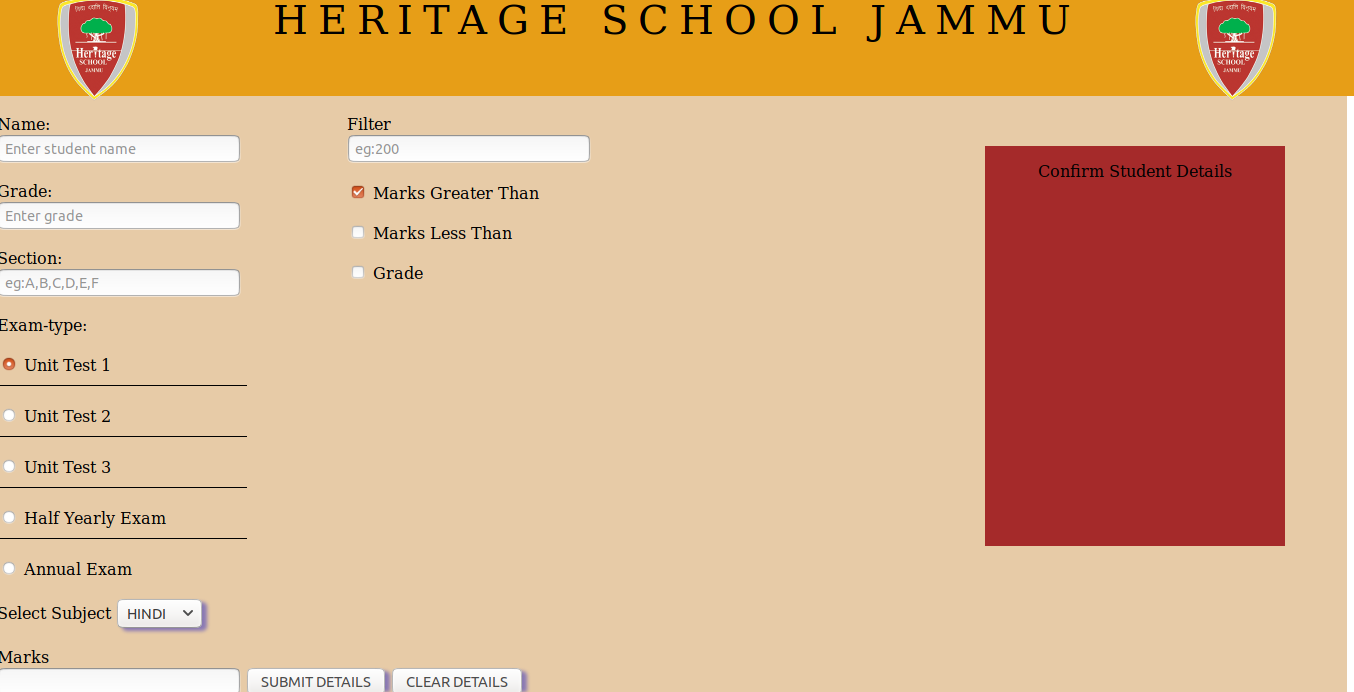 HERITAGE SCHOOL JAMMU
Heritage
SCHOOL
JAMMU
Heritage
SCHOOL
JAMMU
Name:
Enter student name
Grade:
Enter grade
Section:
eg:A,B,C,D,E,F
Exam-type:
Unit Test 1
Unit Test 2
Unit Test 3
Half Yearly Exam
Annual Exam
Select Subject HINDI
Marks
SUBMIT DETAILS CLEAR DETAILS
Filter
eg:200
Marks Greater Than
Marks Less Than
Grade
Confirm Student Details